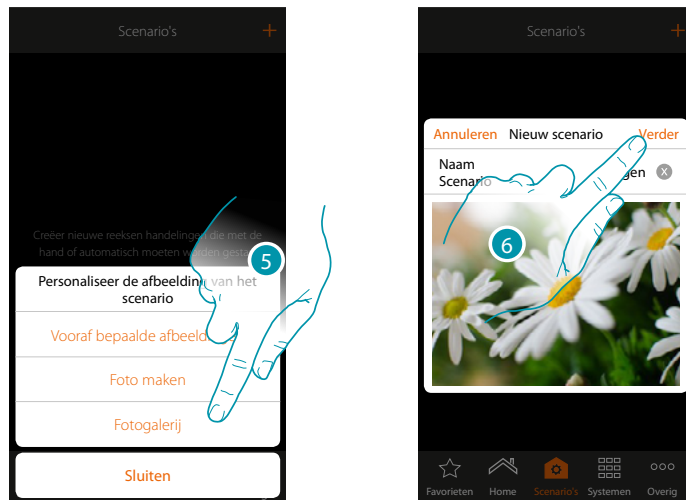 Scenario's +
Creëer nieuwe reeksen handelingen die met de
hand of automatisch moeten worden
Personaliseer de afbeelding van het
scenario
Vooraf bepaalde
Foto maken
Fotogalerij
Sluiten
5
Scenario's +
Annuleren Nieuw scenario Verder
Naam
Scenario
X
6
Favorieten Home Scenario's Systemen Overig